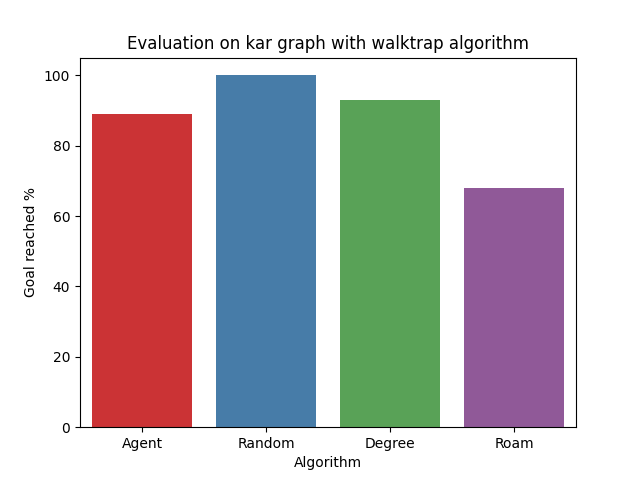 Evaluation on kar graph with walktrap algorithm
Goal reached %
100
80
60
40
20
0
Agent Random Degree Roam
Algorithm